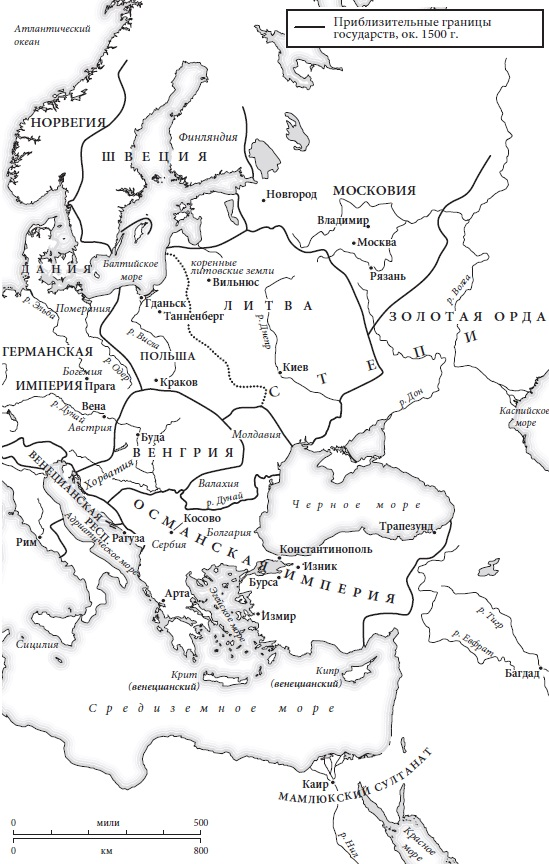 Приблизительные границы
государств, ок. 1500 г.
Атлантический
океан
НОРВЕГИЯ
ШВЕЦИЯ
Финляндия
Новгород
МОСКОВИЯ
Владимир
Москва
Рязань
ДАНИЯ
Балтийское
море
коренные
литовские земли
Вильнюс
р. Волга
р. Эльба
Померания
Гданьск
Танненберг
ЛИТВА
р. Днепр
ЗОЛОТАЯ ОРДА
р. Висла
ГЕРМАНСКАЯ
ИМПЕРИЯ
ПОЛЬША
р. Одер
Богемия
Прага
Краков
Киев
СТЕПИ
Вена
р. Дунай
Австрия
р. Дон
Каспийское
море
Буда
Молдавия
ВЕНГРИЯ
Хорватия
ВЕНЕЦИАНСКАЯ
РЕСП.
Валахия
р. Дунай
Черное море
Косово
ОСМАНСКАЯ ИМПЕРИЯ
Болгария
Трапезунд
Рим
Рагуза
Сербия
Адриатическое море
Константинополь
Изник
Бурса
Арта
Эгейское море
Измир
р. Тигр
р. Евфрат
Сицилия
Крит
(венецианский)
Кипр
(венецианский)
Багдад
Средиземное море
Каир
МАМЛЮКСКИЙ СУЛТАНАТ
р. Нил
Красное
море
0 мили 500
0 км 800